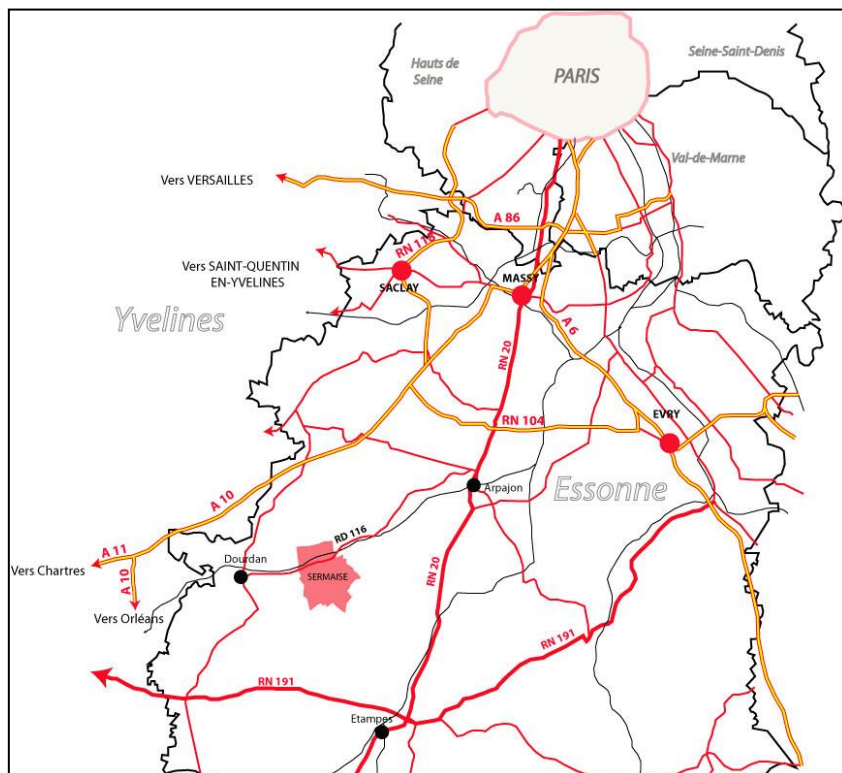 Hauts de
Seine
PARIS
Seine-Saint-Denis
Val-de-Marne
Vers VERSAILLES
A 86
RN 118
Vers SAINT-QUENTIN
EN-YVELINES
SACLAY
MASSY
Yvelines
A 6
RN 20
RN 104
EVRY
Essonne
Arpajon
A 10
RD 116
A 11
Vers Chartres
A 10
Dourdan
SERMAISE
Vers Orléans
RN 20
RN 191
RN 191
Etampes